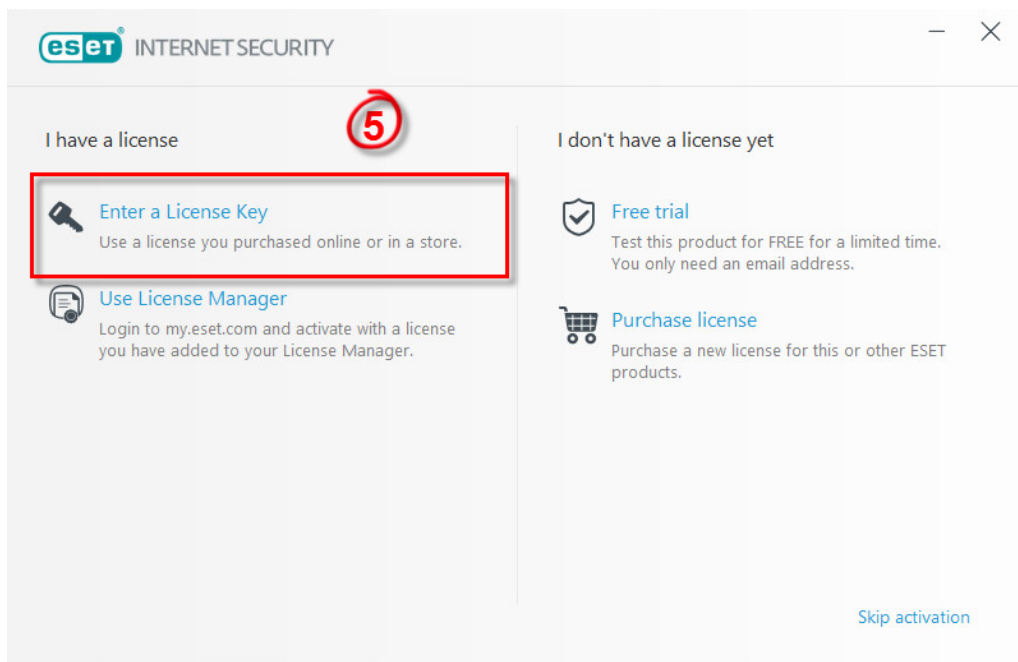 eset® INTERNET SECURITY
5
I have a license
Enter a License Key
Use a license you purchased online or in a store.
Use License Manager
Login to my.eset.com and activate with a license
you have added to your License Manager.
I don't have a license yet
Free trial
Test this product for FREE for a limited time.
You only need an email address.
Purchase license
Purchase a new license for this or other ESET
products.
Skip activation